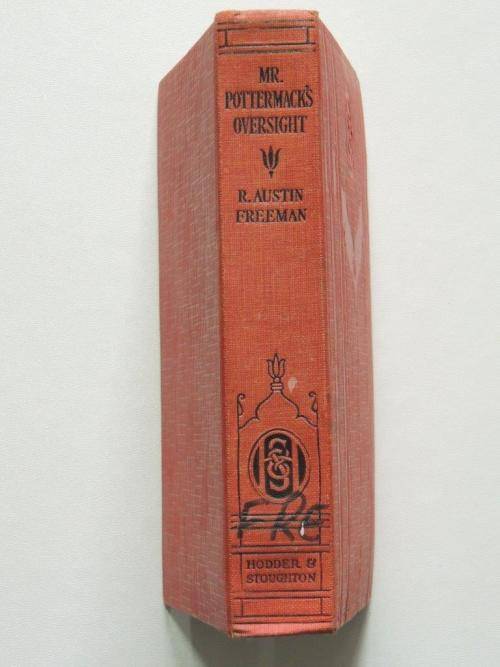 MR.
POTTERMACK'S
OVERSIGHT
R. AUSTIN
FREEMAN
H&S
FRE
HODDER &
STOUGHTON